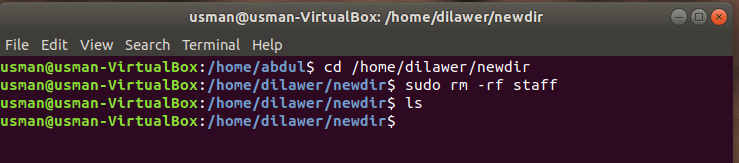 usman@usman-VirtualBox: /home/dilawer/newdir
File Edit View Search Terminal Help
usman@usman-VirtualBox:/home/abdul$ cd /home/dilawer/newdir
usman@usman-VirtualBox:/home/dilawer/newdir$ sudo rm -rf staff
usman@usman-VirtualBox:/home/dilawer/newdir$ ls
usman@usman-VirtualBox:/home/dilawer/newdir$